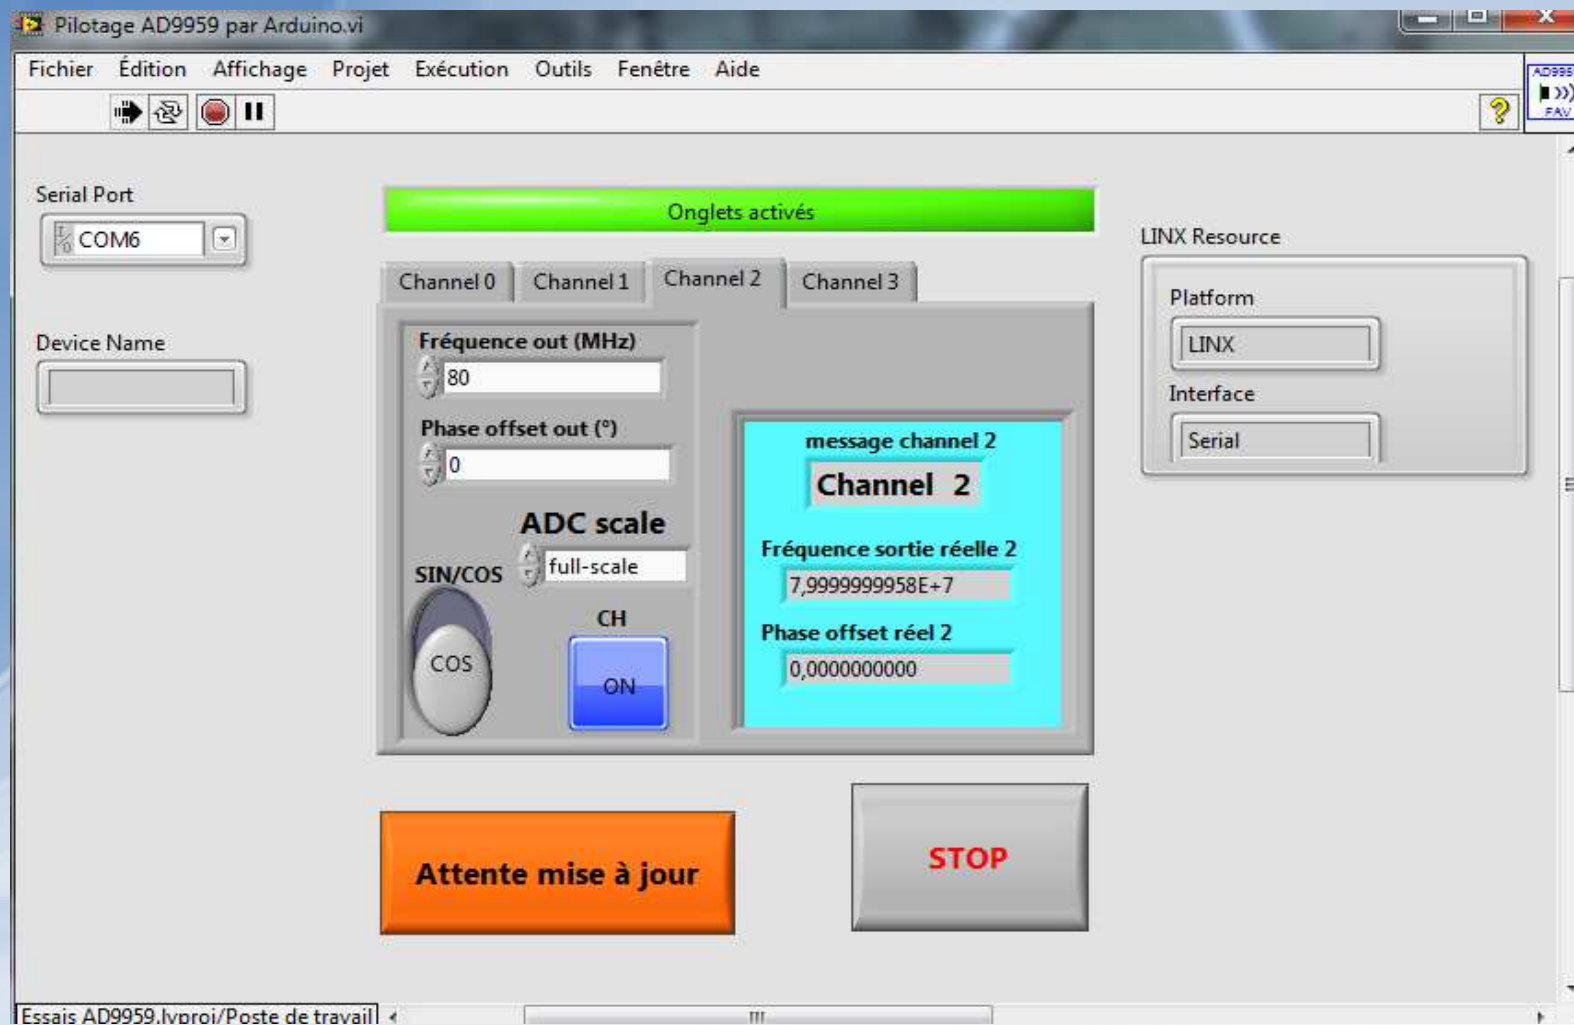 Pilotage AD9959 par Arduino.vi
Fichier Édition Affichage Projet Exécution Outils Fenêtre Aide
AD995
FAV
Serial Port
COM6
Device Name
Onglets activés
Channel 0 Channel 1 Channel 2 Channel 3
Fréquence out (MHz)
80
Phase offset out (°)
0
ADC scale
full-scale
SIN/COS
COS
CH
ON
message channel 2
Channel 2
Fréquence sortie réelle 2
7,9999999958E+7
Phase offset réel 2
0,0000000000
LINX Resource
Platform
LINX
Interface
Serial
Attente mise à jour
STOP
Essais AD9959.lvproj/Poste de travail